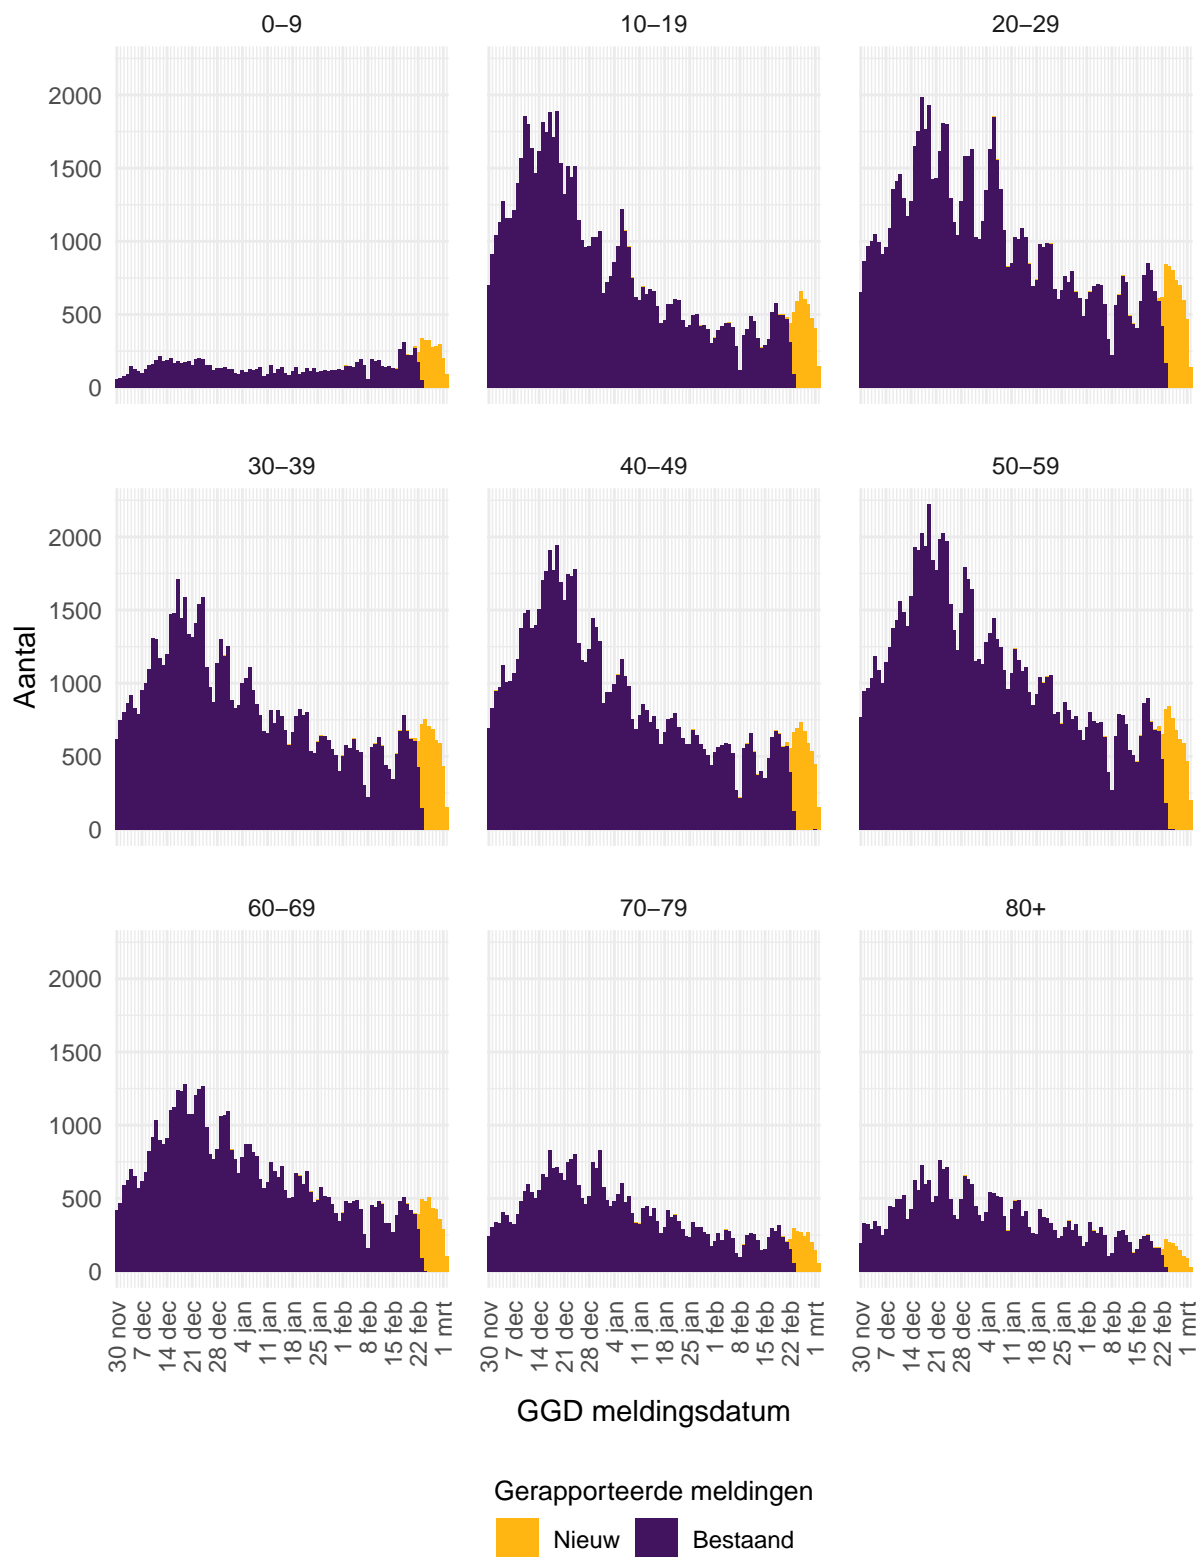 0–9 10–19 20–29
2000
1500
1000
500
0
30–39 40–49 50–59
2000
1500
1000
500
0
Aantal
60–69 70–79 80+
2000
1500
1000
500
0
30 nov 7 dec 14 dec 21 dec 28 dec 4 jan 11 jan 18 jan 25 jan 1 feb 8 feb 15 feb 22 feb 1 mrt 30 nov 7 dec 14 dec 21 dec 28 dec 4 jan 11 jan 18 jan 25 jan 1 feb 8 feb 15 feb 22 feb 1 mrt 30 nov 7 dec 14 dec 21 dec 28 dec 4 jan 11 jan 18 jan 25 jan 1 feb 8 feb 15 feb 22 feb 1 mrt
GGD meldingsdatum
Gerapporteerde meldingen
Nieuw Bestaand